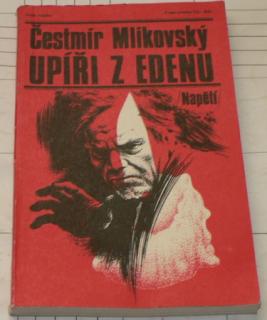 Čestmír Mlíkovský
UPÍŘI Z EDENU
Napětí